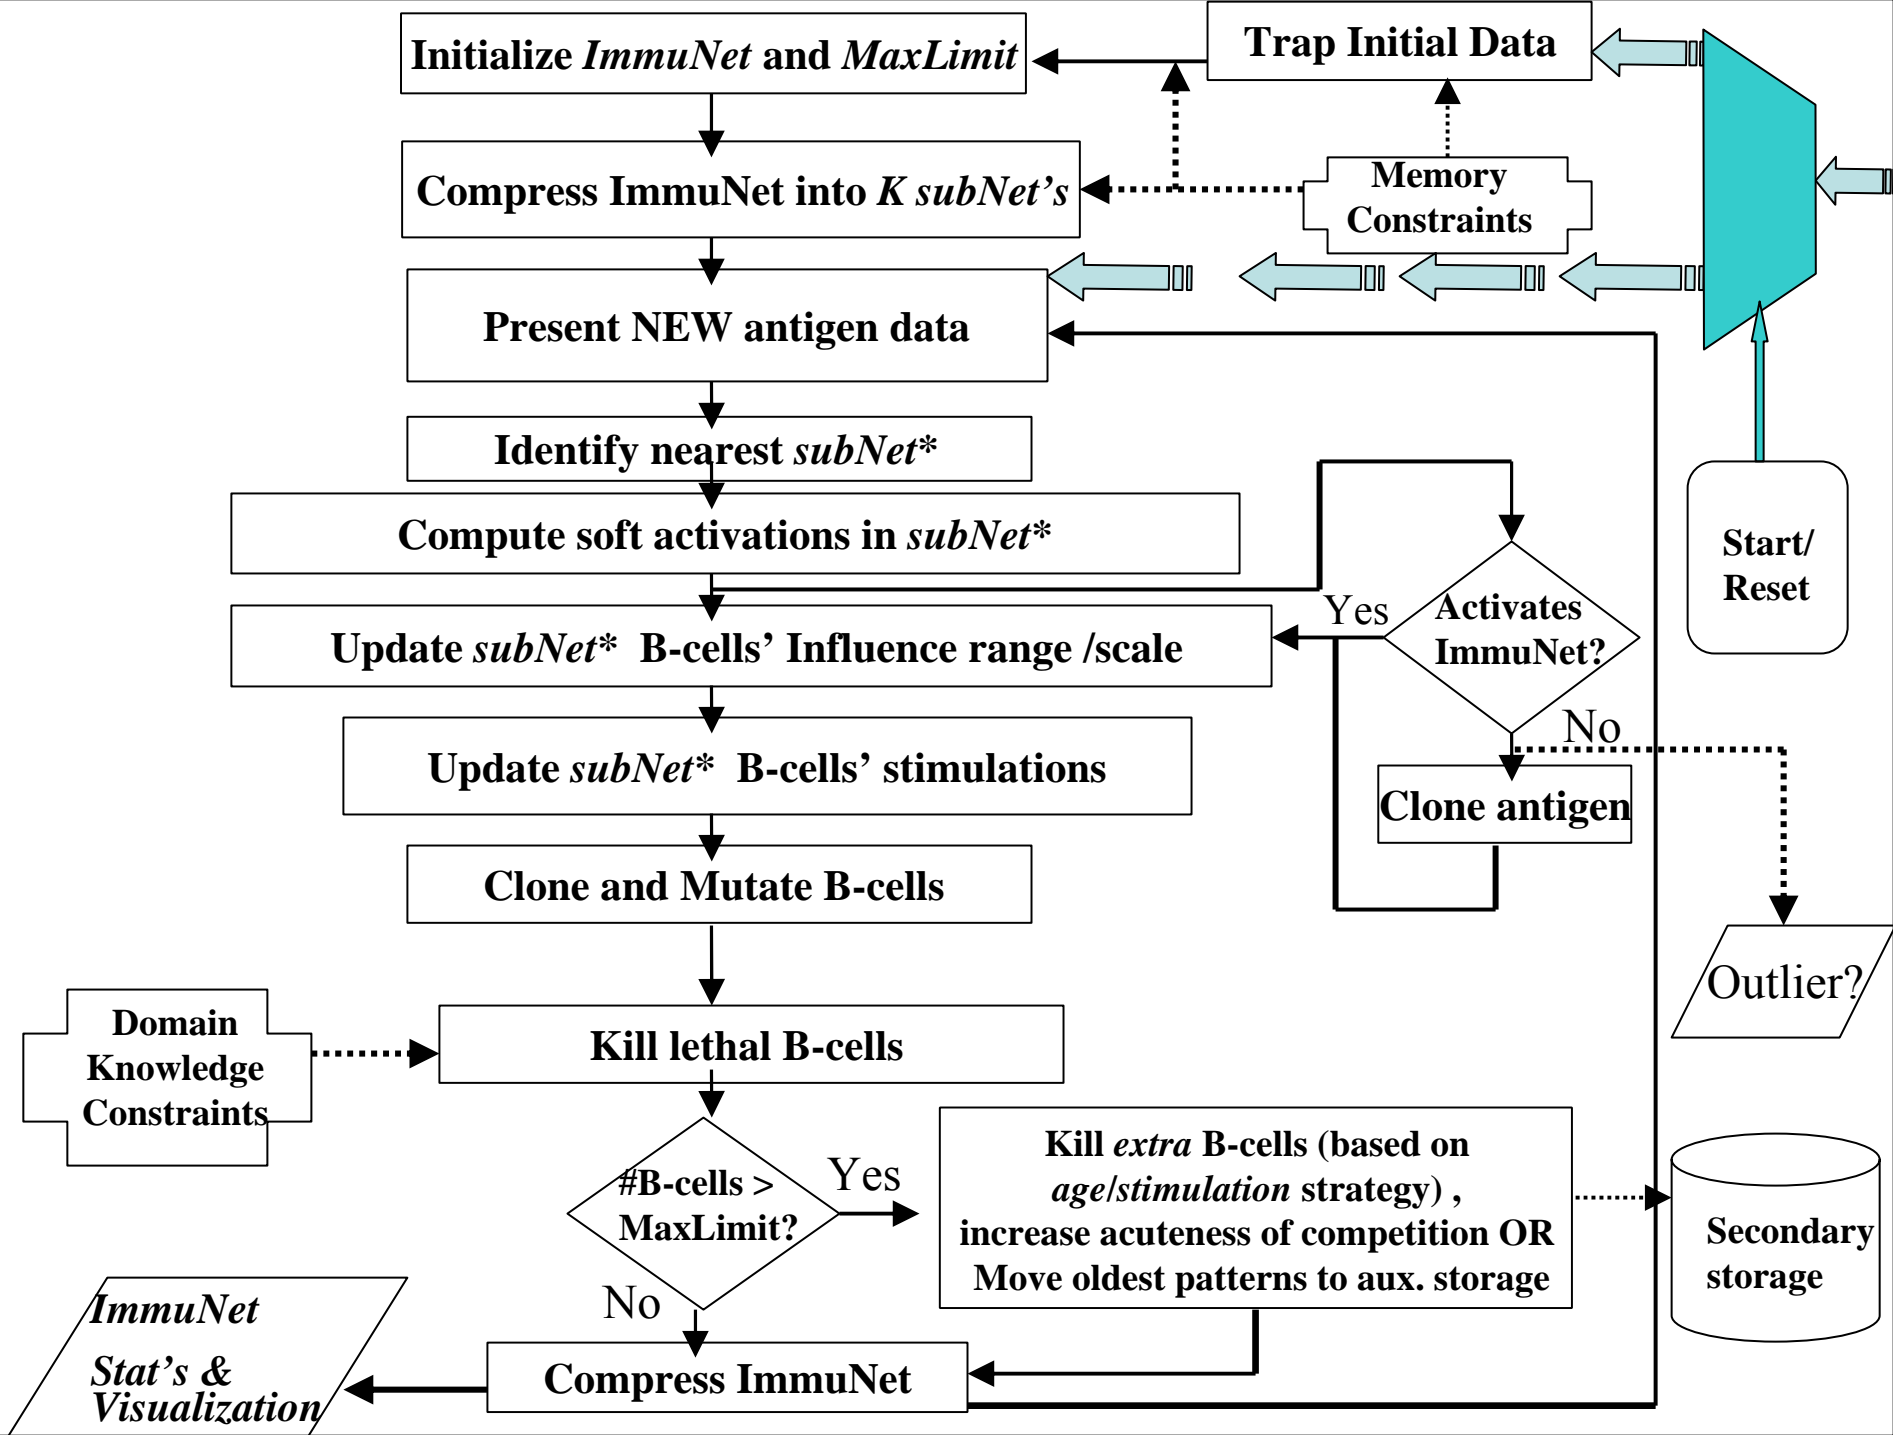 Initialize ImmuNet and MaxLimit
Trap Initial Data
Compress ImmuNet into K subNet's
Memory
Constraints
Present NEW antigen data
Identify nearest subNet*
Compute soft activations in subNet*
Start/
Reset
Yes
Activates
ImmuNet?
Update subNet* B-cells' Influence range /scale
No
Update subNet* B-cells' stimulations
Clone antigen
Clone and Mutate B-cells
Outlier?
Domain
Knowledge
Constraints
Kill lethal B-cells
#B-cells >
MaxLimit?
Yes
Kill extra B-cells (based on
age/stimulation strategy) ,
increase acuteness of competition OR
Move oldest patterns to aux. storage
Secondary
storage
No
ImmuNet
Stat's &
Visualization
Compress ImmuNet